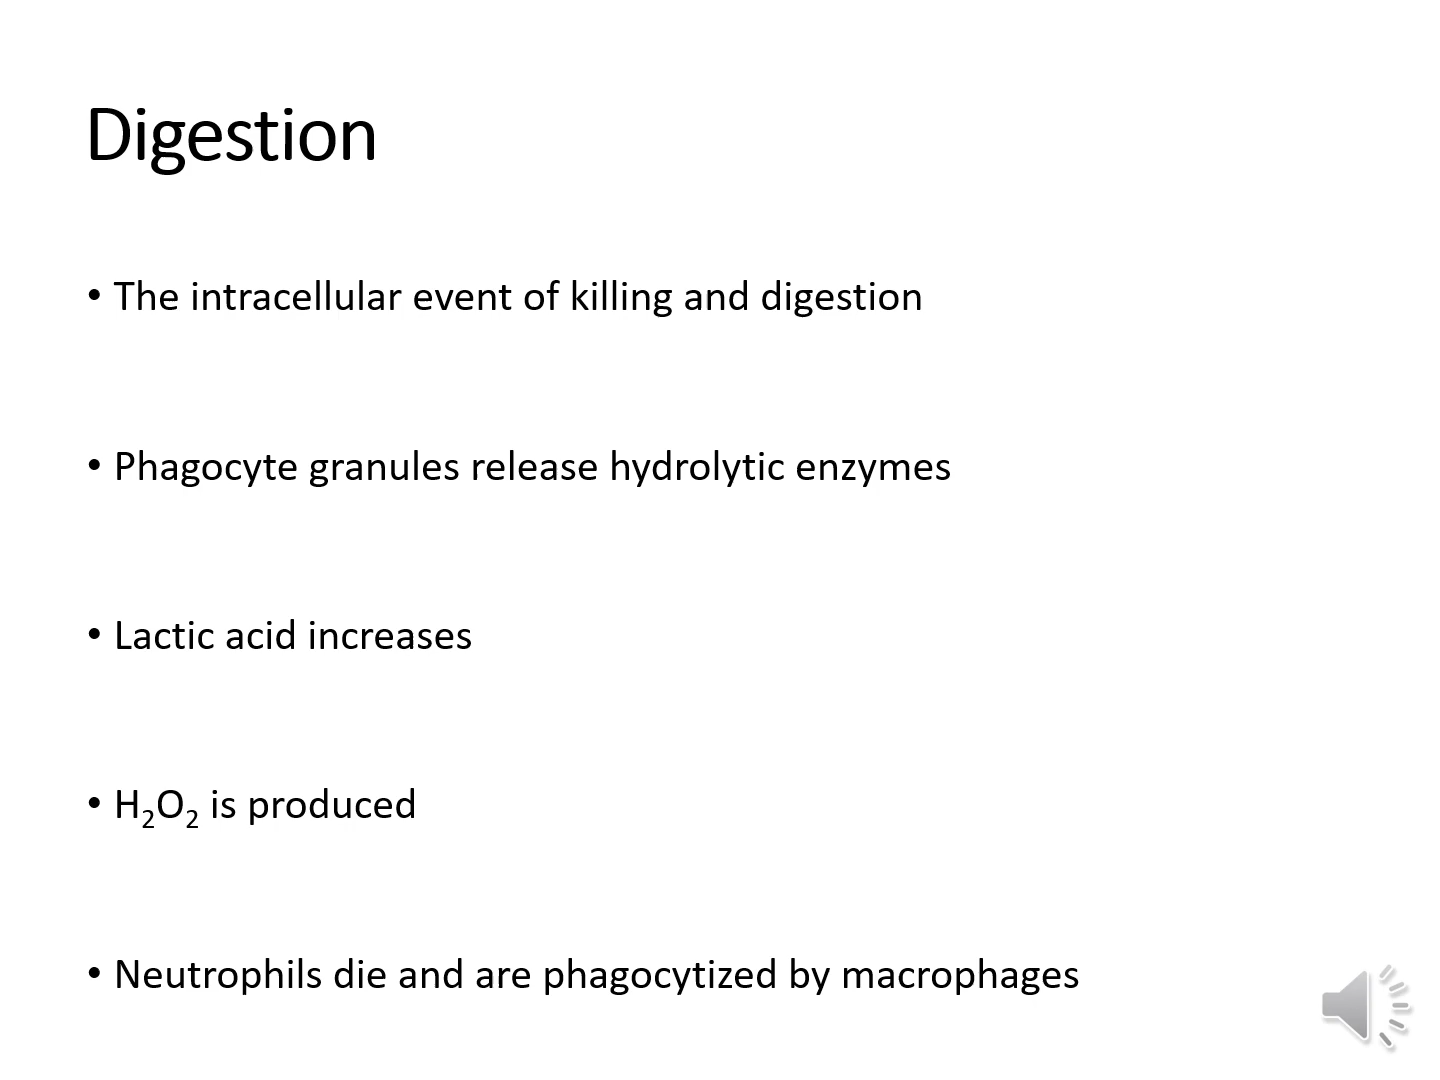 Digestion
• The intracellular event of killing and digestion
• Phagocyte granules release hydrolytic enzymes
• Lactic acid increases
• H₂O₂ is produced
• Neutrophils die and are phagocytized by macrophages